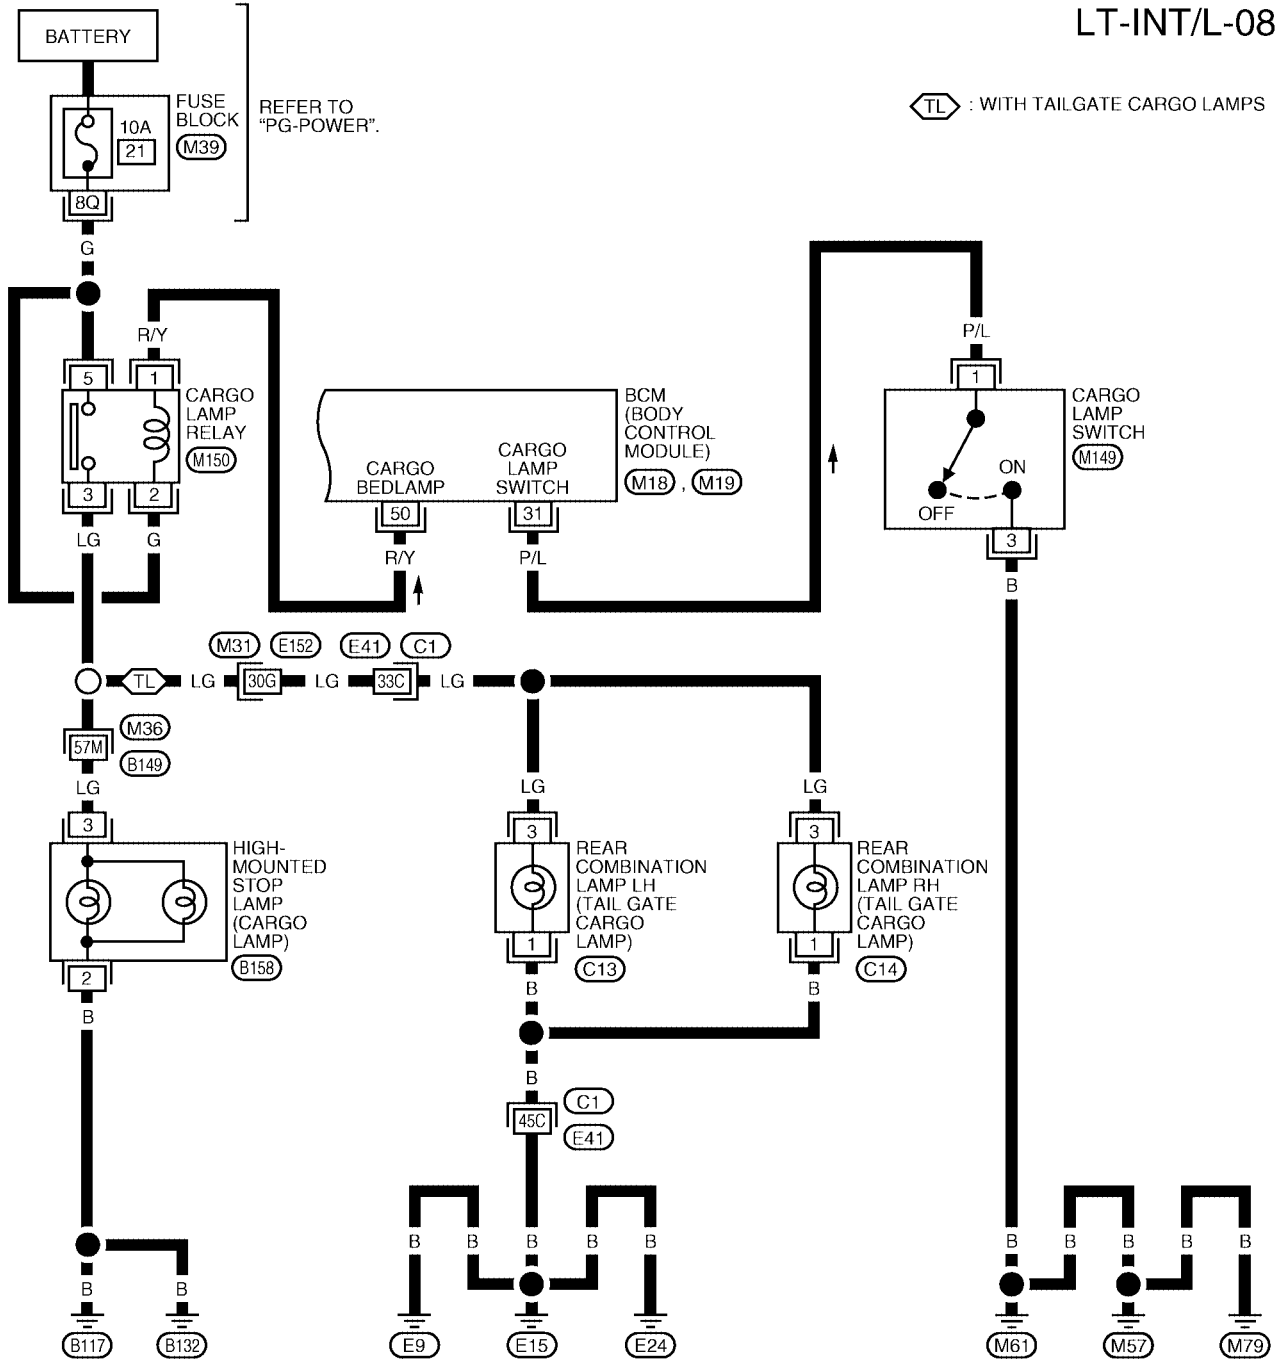 LT-INT/L-08
BATTERY
TL : WITH TAILGATE CARGO LAMPS
FUSE
BLOCK
M39
10A
21
8Q
REFER TO
"PG-POWER".
G
R/Y
P/L
5
1
1
CARGO
LAMP
RELAY
M150
3
2
LG
G
CARGO
BEDLAMP
CARGO
LAMP
SWITCH
BCM
(BODY
CONTROL
MODULE)
M18 , M19
50
31
R/Y
P/L
CARGO
LAMP
SWITCH
M149
OFF
ON
3
B
M31
E152
E41
C1
TL
LG
30G
LG
33C
LG
M36
57M
B149
LG
LG
LG
3
3
3
HIGH-
MOUNTED
STOP
LAMP
(CARGO
LAMP)
B158
REAR
COMBINATION
LAMP LH
(TAIL GATE
CARGO
LAMP)
C13
REAR
COMBINATION
LAMP RH
(TAIL GATE
CARGO
LAMP)
C14
2
1
1
B
B
B
B
C1
45C
E41
B
B
B
B
B
B
B
B
B
B
B
B
B117
B132
E9
E15
E24
M61
M57
M79